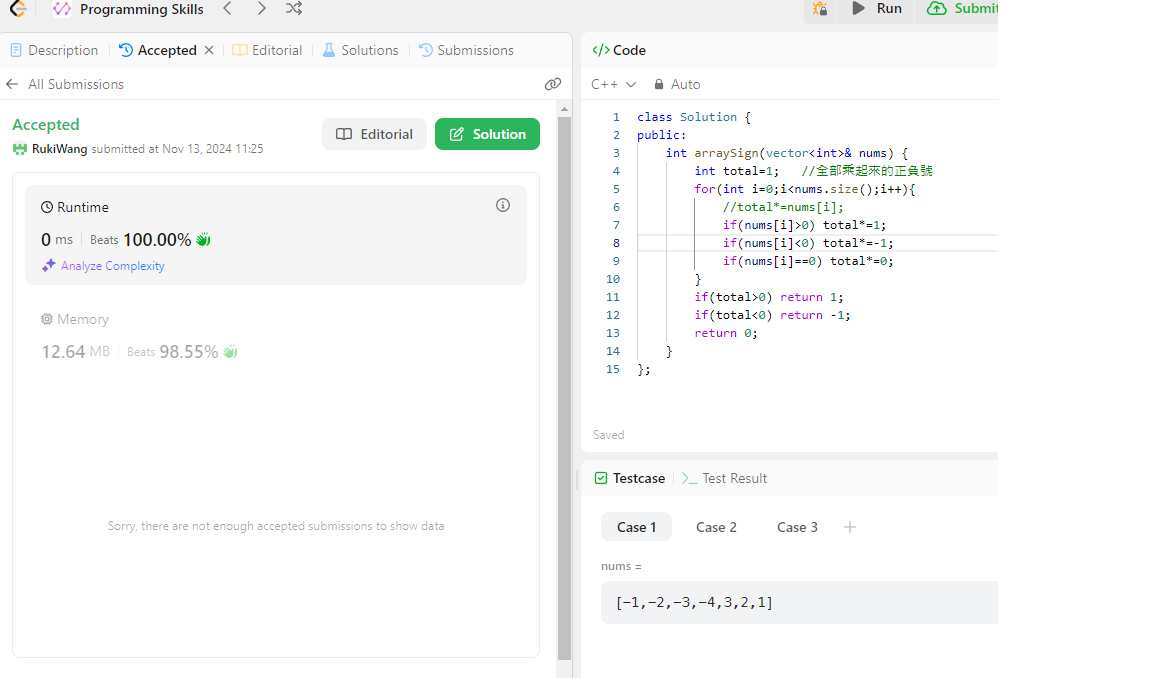 Programming Skills
Run
Submit
Description
Accepted
Editorial
Solutions
Submissions
All Submissions
Accepted
RukiWang submitted at Nov 13, 2024 11:25
Editorial
Solution
Runtime
0 ms
Beats 100.00%
Analyze Complexity
Memory
12.64 MB
Beats 98.55%
Sorry, there are not enough accepted submissions to show data
</> Code
C++
Auto
1 class Solution {
2 public:
3 int arraySign(vector<int>& nums) {
4 int total=1; //全部乘起來的正負號
5 for(int i=0;i<nums.size();i++){
6 //total*=nums[i];
7 if(nums[i]>0) total*=1;
8 if(nums[i]<0) total*=-1;
9 if(nums[i]==0) total*=0;
10 }
11 if(total>0) return 1;
12 if(total<0) return -1;
13 return 0;
14 }
15 };
Saved
Testcase
>_ Test Result
Case 1
Case 2
Case 3
+
nums =
[-1,-2,-3,-4,3,2,1]